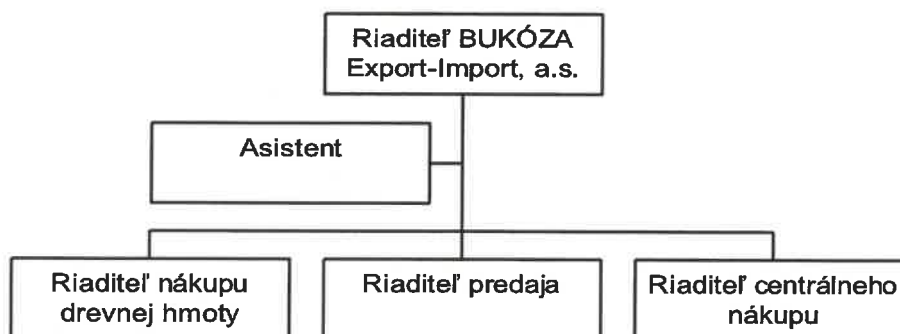 Riaditeľ BUKÓZA
Export-Import, a.s.
Asistent
Riaditeľ nákupu
drevnej hmoty
Riaditeľ predaja
Riaditeľ centrálneho
nákupu